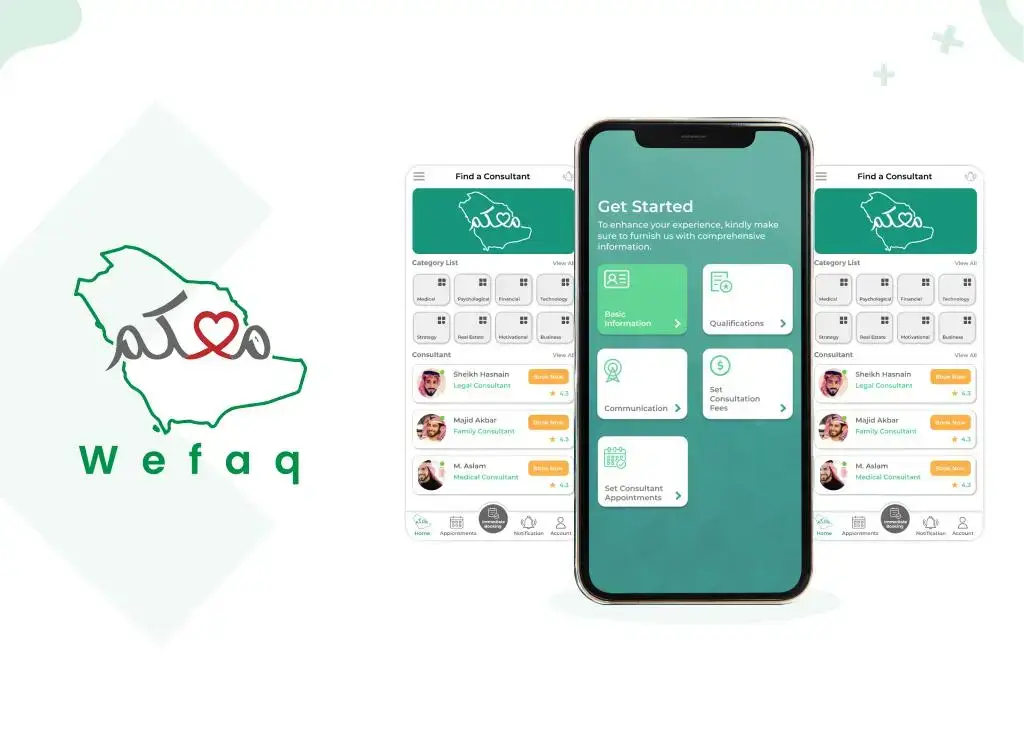 Wefaq
Find a Consultant
Category List
View All
Medical
Psychological
Financial
Technology
Strategy
Real Estate
Motivational
Business
Consultant
View All
Sheikh Hasnain
Legal Consultant
Book Now
4.3
Majid Akbar
Family Consultant
Book Now
4.3
M. Aslam
Medical Consultant
Book Now
4.3
Home
Appointments
Immediate
Booking
Notification
Account
Get Started
To enhance your experience, kindly make
sure to furnish us with comprehensive
information.
Basic
Information
Qualifications
Communication
Set
Consultation
Fees
Set Consultant
Appointments
Find a Consultant
Category List
View All
Medical
Psychological
Financial
Technology
Strategy
Real Estate
Motivational
Business
Consultant
View All
Sheikh Hasnain
Legal Consultant
Book Now
4.3
Majid Akbar
Family Consultant
Book Now
4.3
M. Aslam
Medical Consultant
Book Now
4.3
Home
Appointments
Immediate
Booking
Notification
Account